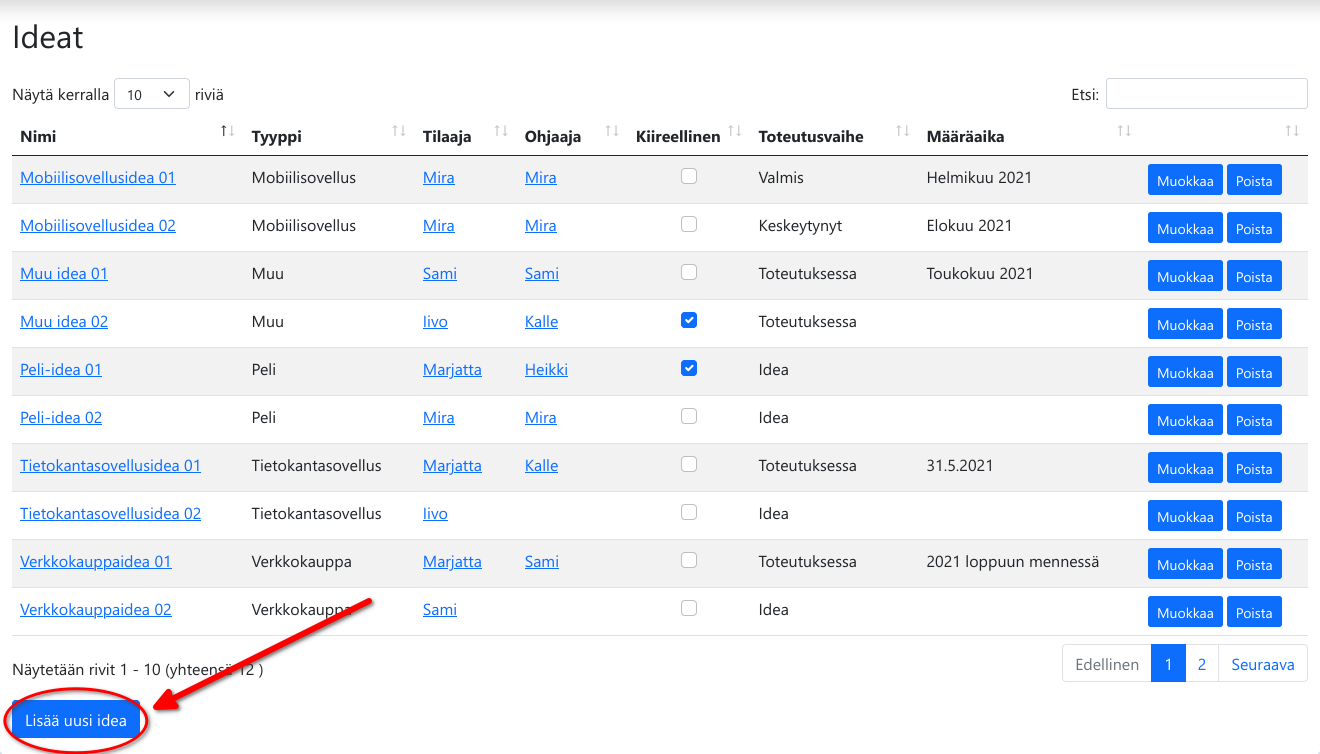 Ideat
Näytä kerralla 10 riviä Etsi:
Nimi Tyyppi Tilaaja Ohjaaja Kiireellinen Toteutusvaihe Määräaika
Mobiilisovellusidea 01 Mobiilisovellus Mira Mira Valmis Helmikuu 2021 Muokkaa Poista
Mobiilisovellusidea 02 Mobiilisovellus Mira Mira Keskeytynyt Elokuu 2021 Muokkaa Poista
Muu idea 01 Muu Sami Sami Toteutuksessa Toukokuu 2021 Muokkaa Poista
Muu idea 02 Muu Iivo Kalle Toteutuksessa Muokkaa Poista
Peli-idea 01 Peli Marjatta Heikki Idea Muokkaa Poista
Peli-idea 02 Peli Mira Mira Idea Muokkaa Poista
Tietokantasovellusidea 01 Tietokantasovellus Marjatta Kalle Toteutuksessa 31.5.2021 Muokkaa Poista
Tietokantasovellusidea 02 Tietokantasovellus Iivo Idea Muokkaa Poista
Verkkokauppaidea 01 Verkkokauppa Marjatta Sami Toteutuksessa 2021 loppuun mennessä Muokkaa Poista
Verkkokauppaidea 02 Verkkokauppa Sami Idea Muokkaa Poista
Näytetään rivit 1 - 10 (yhteensä 12 ) Edellinen 1 2 Seuraava
Lisää uusi idea